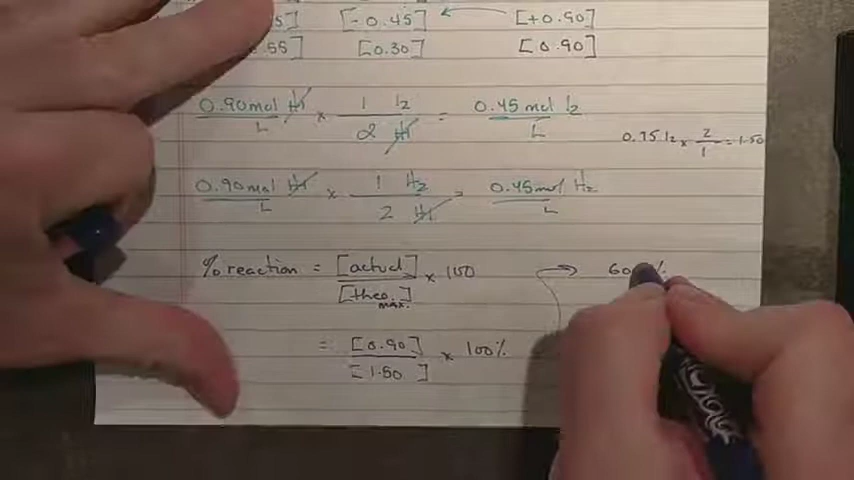 5] [-0.45] [+0.90]
.55] [0.30] [0.90]
0.90 mol HI / L × 1 I2 / 2 HI = 0.45 mol I2 / L
0.75 I2 × 2 / 1 = 1.50
0.90 mol HI / L × 1 H2 / 2 HI = 0.45 mol H2 / L
% reaction = [actual] / [theo. max.] × 100
60 %.
= [0.90] / [1.50] × 100%